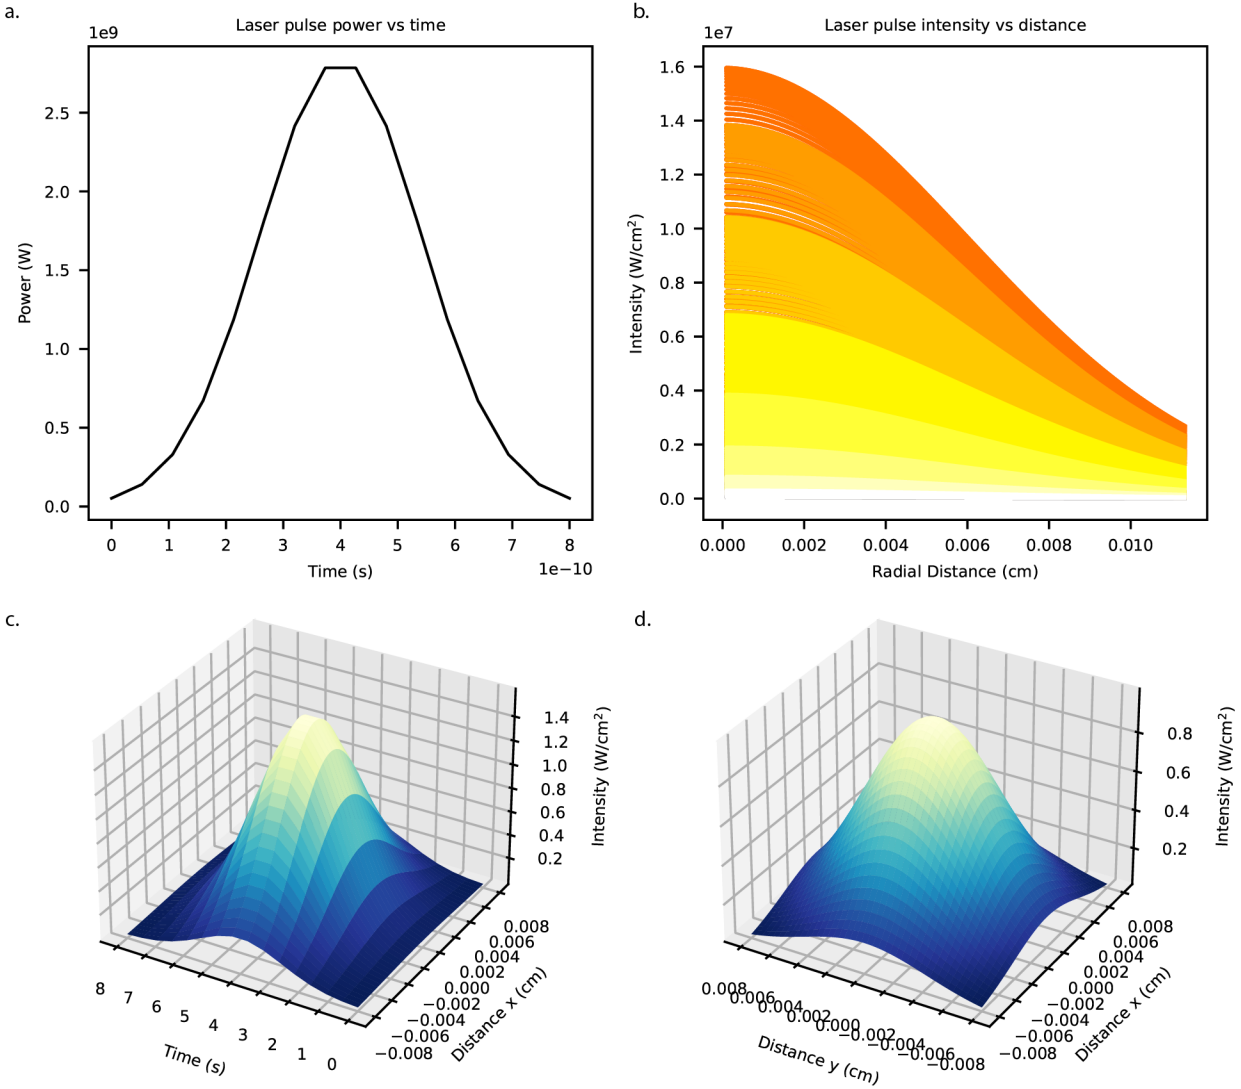 a.
Laser pulse power vs time
1e9
2.5
2.0
1.5
1.0
0.5
0.0
Power (W)
0 1 2 3 4 5 6 7 8
Time (s)
1e−10
b.
Laser pulse intensity vs distance
1e7
1.6
1.4
1.2
1.0
0.8
0.6
0.4
0.2
0.0
Intensity (W/cm²)
0.000 0.002 0.004 0.006 0.008 0.010
Radial Distance (cm)
c.
1.4
1.2
1.0
0.8
0.6
0.4
0.2
Intensity (W/cm²)
8 7 6 5 4 3 2 1 0
Time (s)
0.008
0.006
0.004
0.002
0.000
−0.002
−0.004
−0.006
−0.008
Distance x (cm)
d.
0.8
0.6
0.4
0.2
Intensity (W/cm²)
0.008 0.006 0.004 0.002 0.000 −0.002 −0.004 −0.006 −0.008
Distance y (cm)
0.008
0.006
0.004
0.002
0.000
−0.002
−0.004
−0.006
−0.008
Distance x (cm)